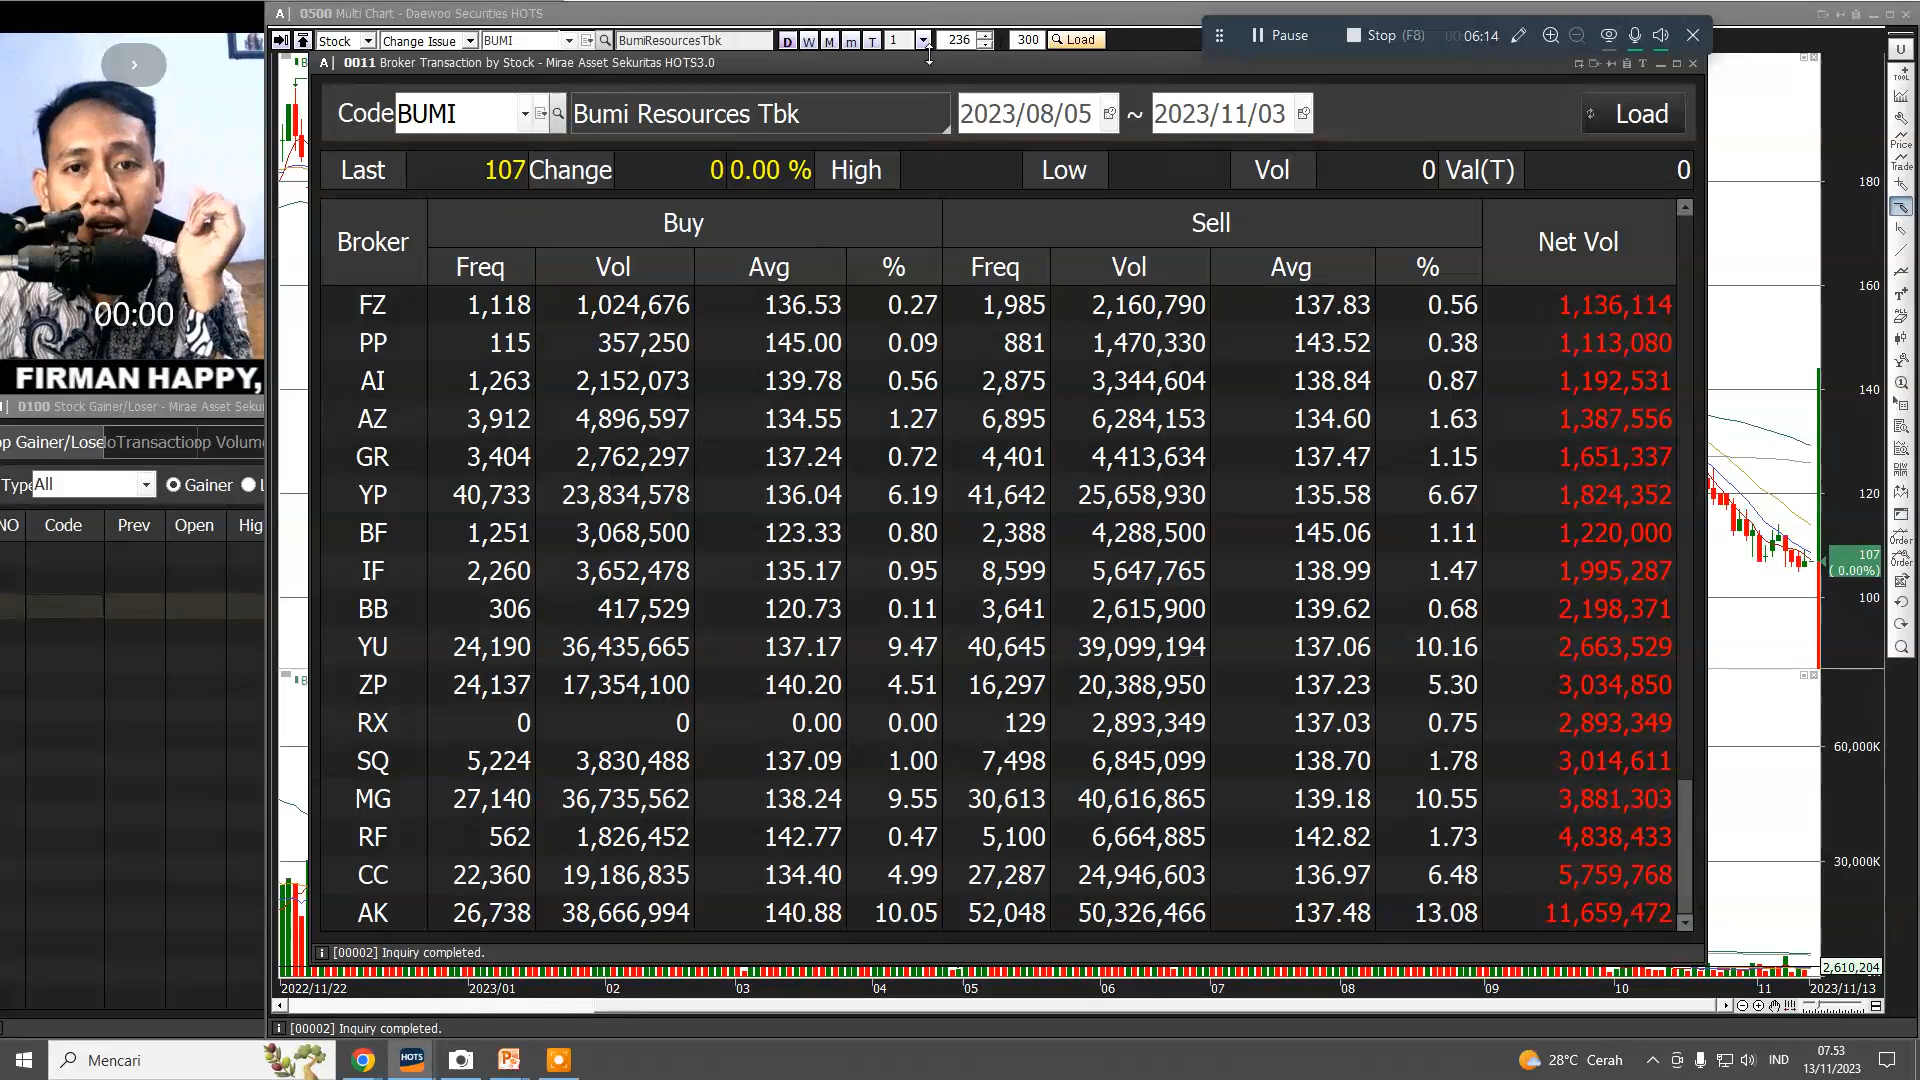 0500 Multi Chart - Daewoo Securities HOTS
Stock Change Issue BUMI BumiResourcesTbk D W M m T 1 236 / 300 Load
Pause Stop (F8) 00:06:14
0011 Broker Transaction by Stock - Mirae Asset Sekuritas HOTS3.0
Code BUMI Bumi Resources Tbk 2023/08/05 ~ 2023/11/03 Load
Last 107 Change 0 0.00 % High Low Vol 0 Val(T) 0
Broker Buy Sell Net Vol
Freq Vol Avg % Freq Vol Avg %
FZ 1,118 1,024,676 136.53 0.27 1,985 2,160,790 137.83 0.56 1,136,114
PP 115 357,250 145.00 0.09 881 1,470,330 143.52 0.38 1,113,080
AI 1,263 2,152,073 139.78 0.56 2,875 3,344,604 138.84 0.87 1,192,531
AZ 3,912 4,896,597 134.55 1.27 6,895 6,284,153 134.60 1.63 1,387,556
GR 3,404 2,762,297 137.24 0.72 4,401 4,413,634 137.47 1.15 1,651,337
YP 40,733 23,834,578 136.04 6.19 41,642 25,658,930 135.58 6.67 1,824,352
BF 1,251 3,068,500 123.33 0.80 2,388 4,288,500 145.06 1.11 1,220,000
IF 2,260 3,652,478 135.17 0.95 8,599 5,647,765 138.99 1.47 1,995,287
BB 306 417,529 120.73 0.11 3,641 2,615,900 139.62 0.68 2,198,371
YU 24,190 36,435,665 137.17 9.47 40,645 39,099,194 137.06 10.16 2,663,529
ZP 24,137 17,354,100 140.20 4.51 16,297 20,388,950 137.23 5.30 3,034,850
RX 0 0 0.00 0.00 129 2,893,349 137.03 0.75 2,893,349
SQ 5,224 3,830,488 137.09 1.00 7,498 6,845,099 138.70 1.78 3,014,611
MG 27,140 36,735,562 138.24 9.55 30,613 40,616,865 139.18 10.55 3,881,303
RF 562 1,826,452 142.77 0.47 5,100 6,664,885 142.82 1.73 4,838,433
CC 22,360 19,186,835 134.40 4.99 27,287 24,946,603 136.97 6.48 5,759,768
AK 26,738 38,666,994 140.88 10.05 52,048 50,326,466 137.48 13.08 11,659,472
[00002] Inquiry completed.
00:00
FIRMAN HAPPY,
0100 Stock Gainer/Loser - Mirae Asset Seku
op Gainer/Lose oTransaction op Volum
Type All Gainer
NO Code Prev Open Hig
180
160
140
120
107
( 0.00%)
100
60,000K
30,000K
2,610,204
2022/11/22 2023/01 02 03 04 05 06 07 08 09 10 11 2023/11/13
[00002] Inquiry completed.
U
TOOL
Price
Trade
Order
Order
Mencari
HOTS
28°C Cerah IND 07.53
13/11/2023